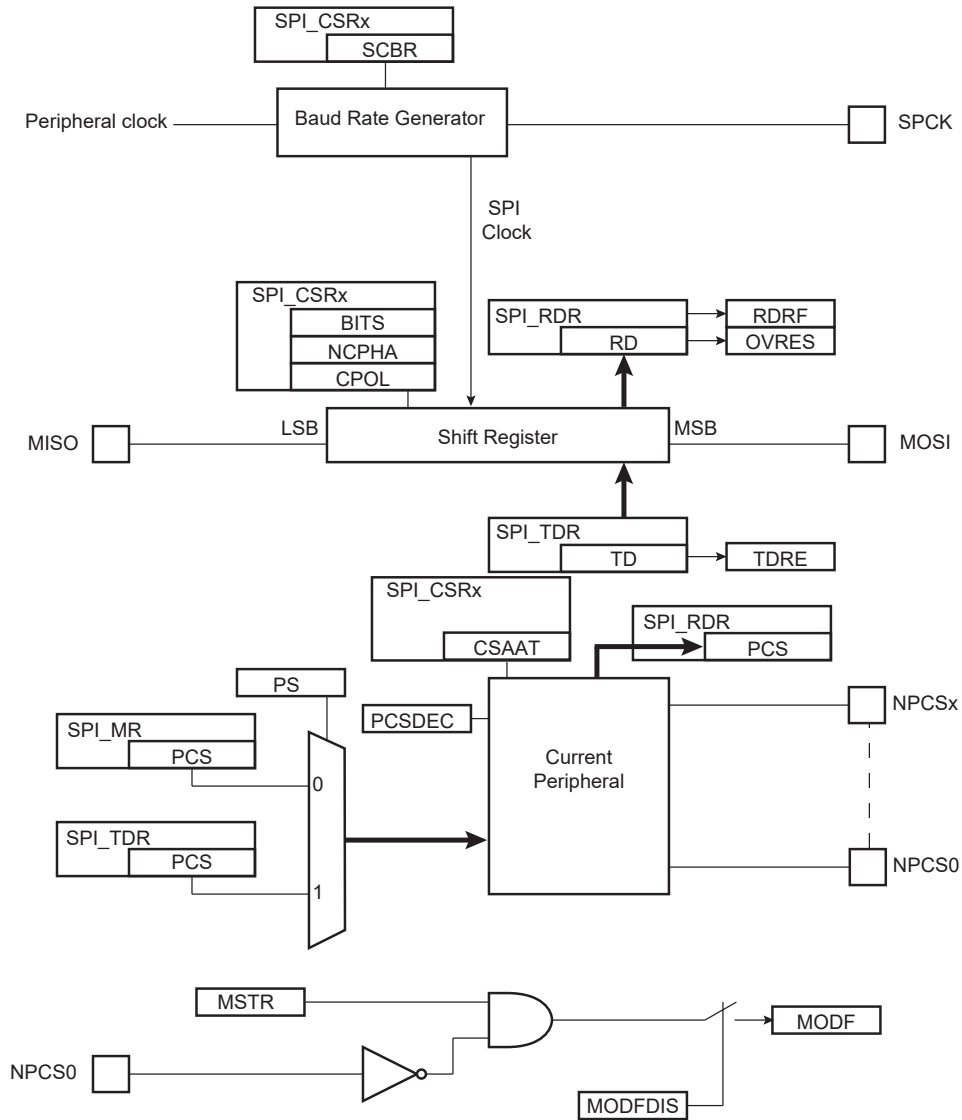 SPI_CSRx
SCBR
Peripheral clock
Baud Rate Generator
SPCK
SPI
Clock
SPI_CSRx
BITS
NCPHA
CPOL
SPI_RDR
RD
RDRF
OVRES
MISO
LSB
Shift Register
MSB
MOSI
SPI_TDR
TD
TDRE
SPI_CSRx
CSAAT
SPI_RDR
PCS
PS
PCSDEC
NPCSx
SPI_MR
PCS
0
Current
Peripheral
SPI_TDR
PCS
1
NPCS0
MSTR
MODF
NPCS0
MODFDIS